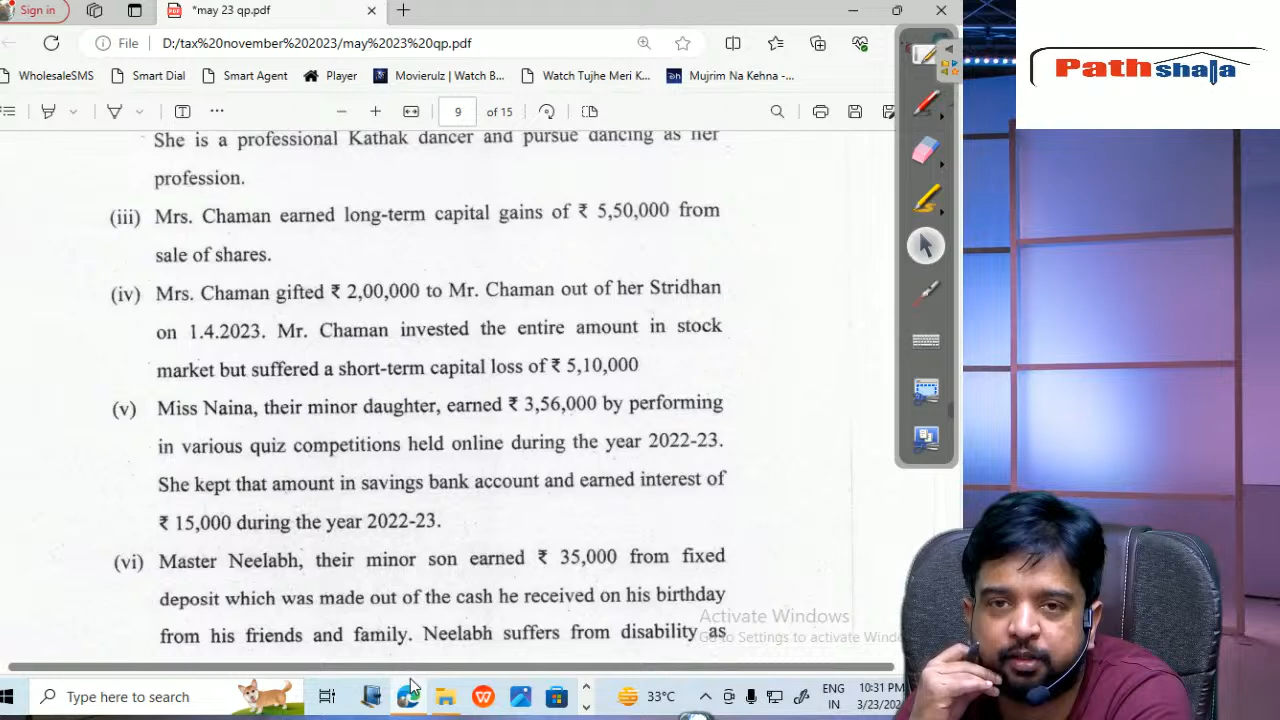 Sign in
*may 23 qp.pdf
File
D:/tax%20november%20%2023/may%2023%20qp.pdf
WholesaleSMS
Smart Dial
Smart Agent
Player
Movierulz | Watch B...
Watch Tujhe Meri K...
Mujrim Na Kehna -...
9 of 15
She is a professional Kathak dancer and pursue dancing as her
profession.
(iii) Mrs. Chaman earned long-term capital gains of ₹ 5,50,000 from
sale of shares.
(iv) Mrs. Chaman gifted ₹ 2,00,000 to Mr. Chaman out of her Stridhan
on 1.4.2023. Mr. Chaman invested the entire amount in stock
market but suffered a short-term capital loss of ₹ 5,10,000
(v) Miss Naina, their minor daughter, earned ₹ 3,56,000 by performing
in various quiz competitions held online during the year 2022-23.
She kept that amount in savings bank account and earned interest of
₹ 15,000 during the year 2022-23.
(vi) Master Neelabh, their minor son earned ₹ 35,000 from fixed
deposit which was made out of the cash he received on his birthday
from his friends and family. Neelabh suffers from disability as
Activate Windows
Go to Settings to activate Windo
Type here to search
33°C
ENG
IN
10:31 PM
3/23/20
Pathshala